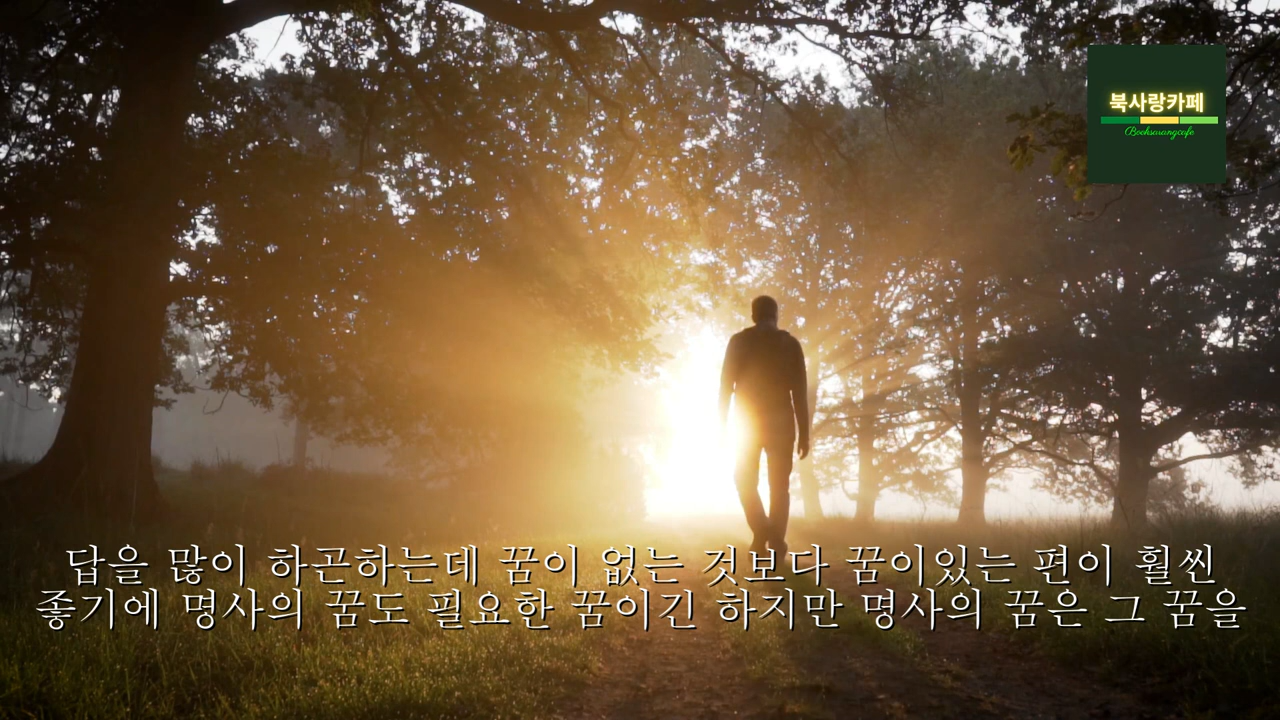 북사랑카페
Booksarangcafe
답을 많이 하곤하는데 꿈이 없는 것보다 꿈이있는 편이 훨씬
좋기에 명사의 꿈도 필요한 꿈이긴 하지만 명사의 꿈은 그 꿈을